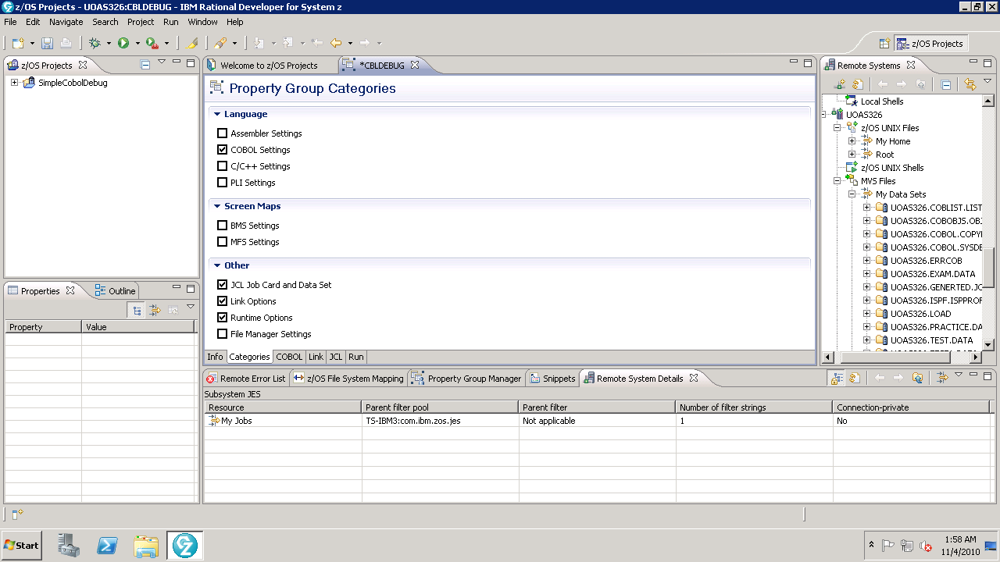 z/OS Projects - UOAS326:CBLDEBUG - IBM Rational Developer for System z
File Edit Navigate Search Project Run Window Help
z/OS Projects
z/OS Projects
SimpleCobolDebug
Properties
Outline
Property Value
Welcome to z/OS Projects
*CBLDEBUG
Property Group Categories
Language
Assembler Settings
COBOL Settings
C/C++ Settings
PLI Settings
Screen Maps
BMS Settings
MFS Settings
Other
JCL Job Card and Data Set
Link Options
Runtime Options
File Manager Settings
Info Categories COBOL Link JCL Run
Remote Systems
Local Shells
UOAS326
z/OS UNIX Files
My Home
Root
z/OS UNIX Shells
MVS Files
My Data Sets
UOAS326.COBLIST.LIST
UOAS326.COBOBJS.OBJ
UOAS326.COBOL.COPY
UOAS326.COBOL.SYSDE
UOAS326.ERRCOB
UOAS326.EXAM.DATA
UOAS326.GENERTED.JC
UOAS326.ISPF.ISPPROF
UOAS326.LOAD
UOAS326.PRACTICE.DA
UOAS326.TEST.DATA
Remote Error List z/OS File System Mapping Property Group Manager Snippets Remote System Details
Subsystem JES
Resource Parent filter pool Parent filter Number of filter strings Connection-private
My Jobs TS-IBM3:com.ibm.zos.jes Not applicable 1 No
Start
1:58 AM
11/4/2010